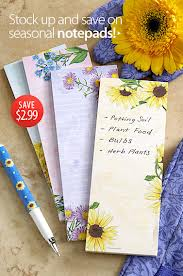 Stock up and save on
seasonal notepads!
SAVE
$2.99
- Potting Soil
- Plant Food
- Bulbs
- Herb Plants